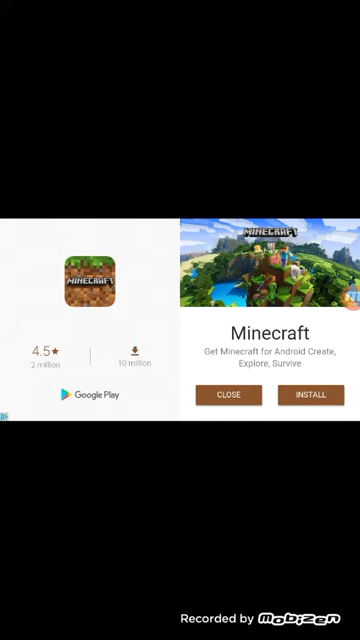 MINECRAFT
4.5★
2 million
10 million
Google Play
MINECRAFT
Minecraft
Get Minecraft for Android Create,
Explore, Survive
CLOSE
INSTALL
Recorded by MOBIZEN